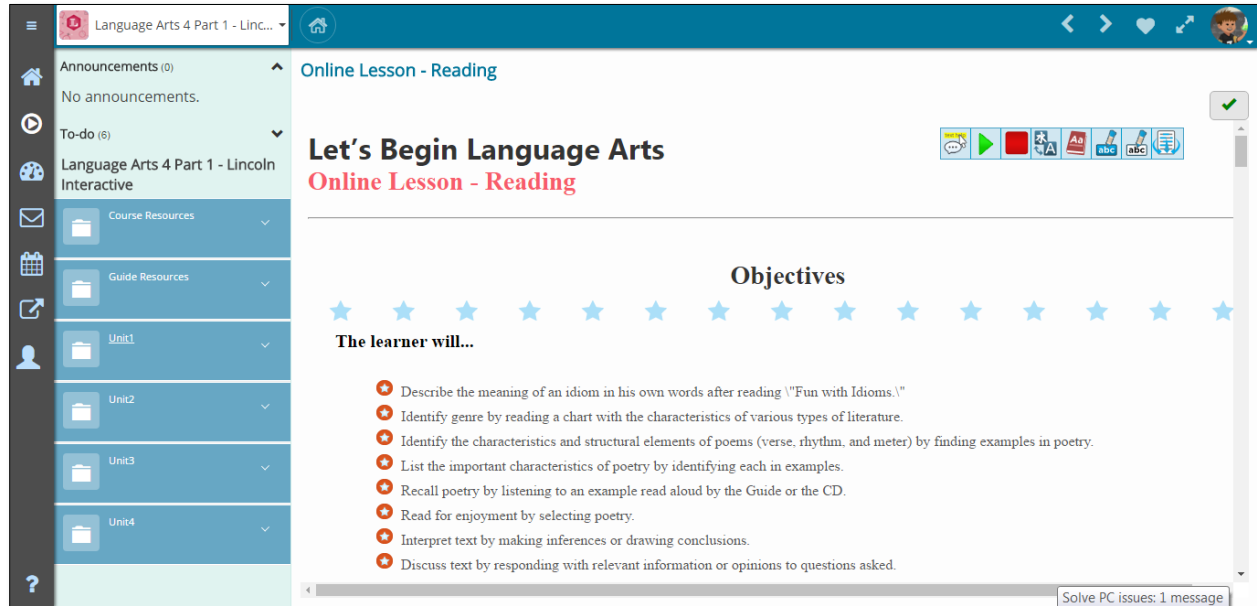 Language Arts 4 Part 1 - Linc...
Announcements (0)
No announcements.
To-do (6)
Language Arts 4 Part 1 - Lincoln
Interactive
Course Resources
Guide Resources
Unit1
Unit2
Unit3
Unit4
?
Online Lesson - Reading
Let's Begin Language Arts
Online Lesson - Reading
A
Aa
abc
abc
Objectives
The learner will...
Describe the meaning of an idiom in his own words after reading \"Fun with Idioms.\"
Identify genre by reading a chart with the characteristics of various types of literature.
Identify the characteristics and structural elements of poems (verse, rhythm, and meter) by finding examples in poetry.
List the important characteristics of poetry by identifying each in examples.
Recall poetry by listening to an example read aloud by the Guide or the CD.
Read for enjoyment by selecting poetry.
Interpret text by making inferences or drawing conclusions.
Discuss text by responding with relevant information or opinions to questions asked.
Solve PC issues: 1 message